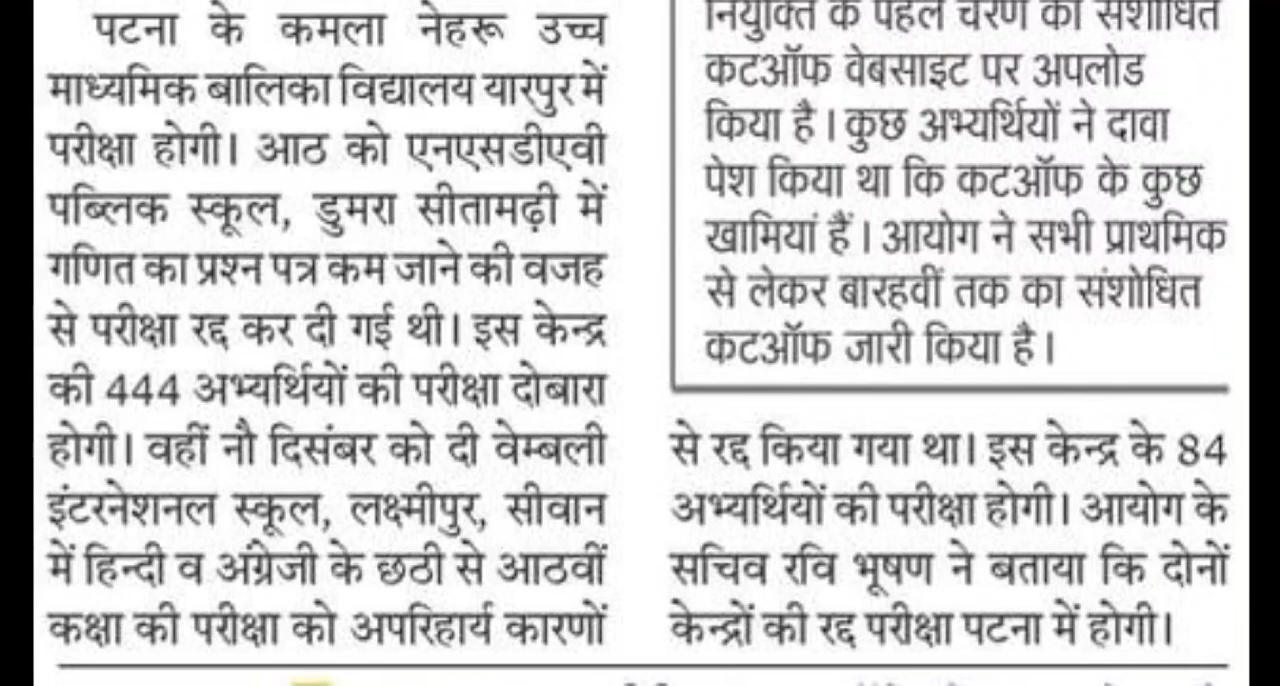 पटना के कमला नेहरू उच्च
माध्यमिक बालिका विद्यालय यारपुर में
परीक्षा होगी। आठ को एनएसडीएवी
पब्लिक स्कूल, डुमरा सीतामढ़ी में
गणित का प्रश्न पत्र कम जाने की वजह
से परीक्षा रद्द कर दी गई थी। इस केन्द्र
की 444 अभ्यर्थियों की परीक्षा दोबारा
होगी। वहीं नौ दिसंबर को दी वेम्बली
इंटरनेशनल स्कूल, लक्ष्मीपुर, सीवान
में हिन्दी व अंग्रेजी के छठी से आठवीं
कक्षा की परीक्षा को अपरिहार्य कारणों
नियुक्ति के पहले चरण का संशोधित
कटऑफ वेबसाइट पर अपलोड
किया है। कुछ अभ्यर्थियों ने दावा
पेश किया था कि कटऑफ के कुछ
खामियां हैं। आयोग ने सभी प्राथमिक
से लेकर बारहवीं तक का संशोधित
कटऑफ जारी किया है।
से रद्द किया गया था। इस केन्द्र के 84
अभ्यर्थियों की परीक्षा होगी। आयोग के
सचिव रवि भूषण ने बताया कि दोनों
केन्द्रों की रद्द परीक्षा पटना में होगी।